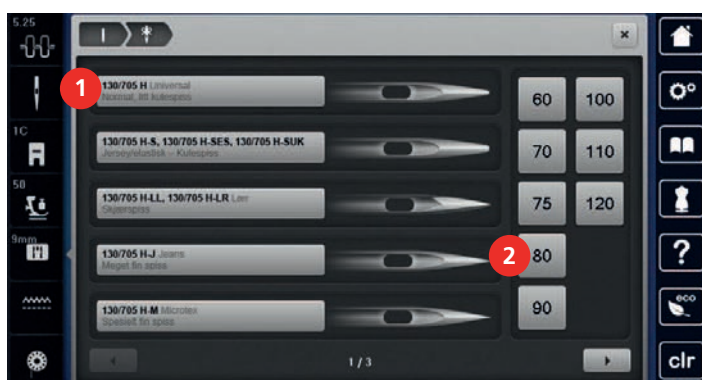 5.25
1
130/705 H Universal
Normal, litt kulespiss
60
100
1C
130/705 H-S, 130/705 H-SES, 130/705 H-SUK
Jersey/elastisk – Kulespiss
70
110
50
130/705 H-LL, 130/705 H-LR Lær
Skjærspiss
75
120
9mm
130/705 H-J Jeans
Meget fin spiss
2
80
?
130/705 H-M Microtex
Spesielt fin spiss
90
eco
1 / 3
clr